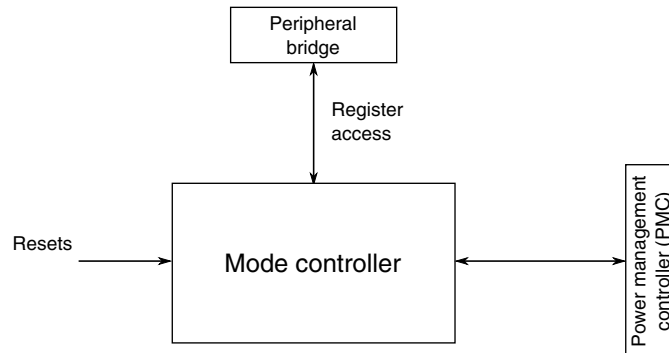 Peripheral
bridge
Register
access
Resets
Mode controller
Power management
controller (PMC)